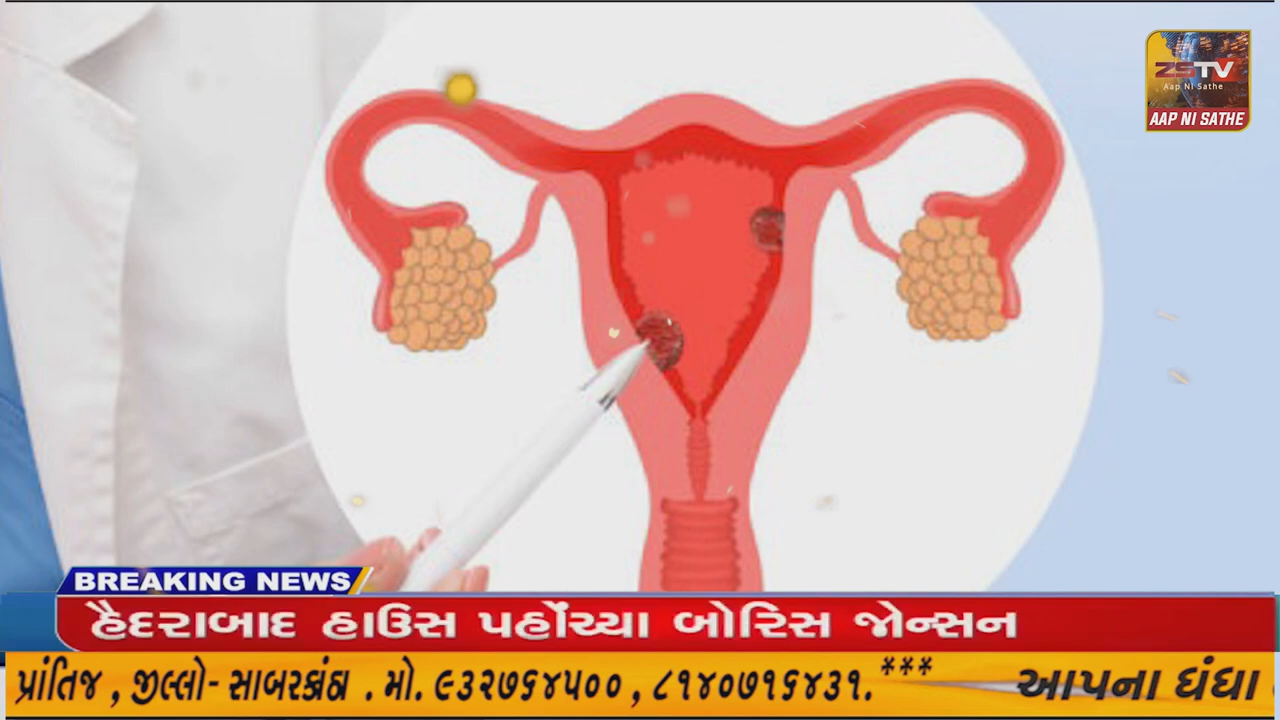 ZSTV
Aap Ni Sathe
AAP NI SATHE
BREAKING NEWS
હૈદરાબાદ હાઉસ પહોંચ્યા બોરિસ જોન્સન
પ્રાંતિજ , જીલ્લો- સાબરકાંઠા . મો. ૯૩૨૭૬૪૫૦૦ , ૮૧૪૦૭૧૬૪૩૧.*** આપના ધંધા